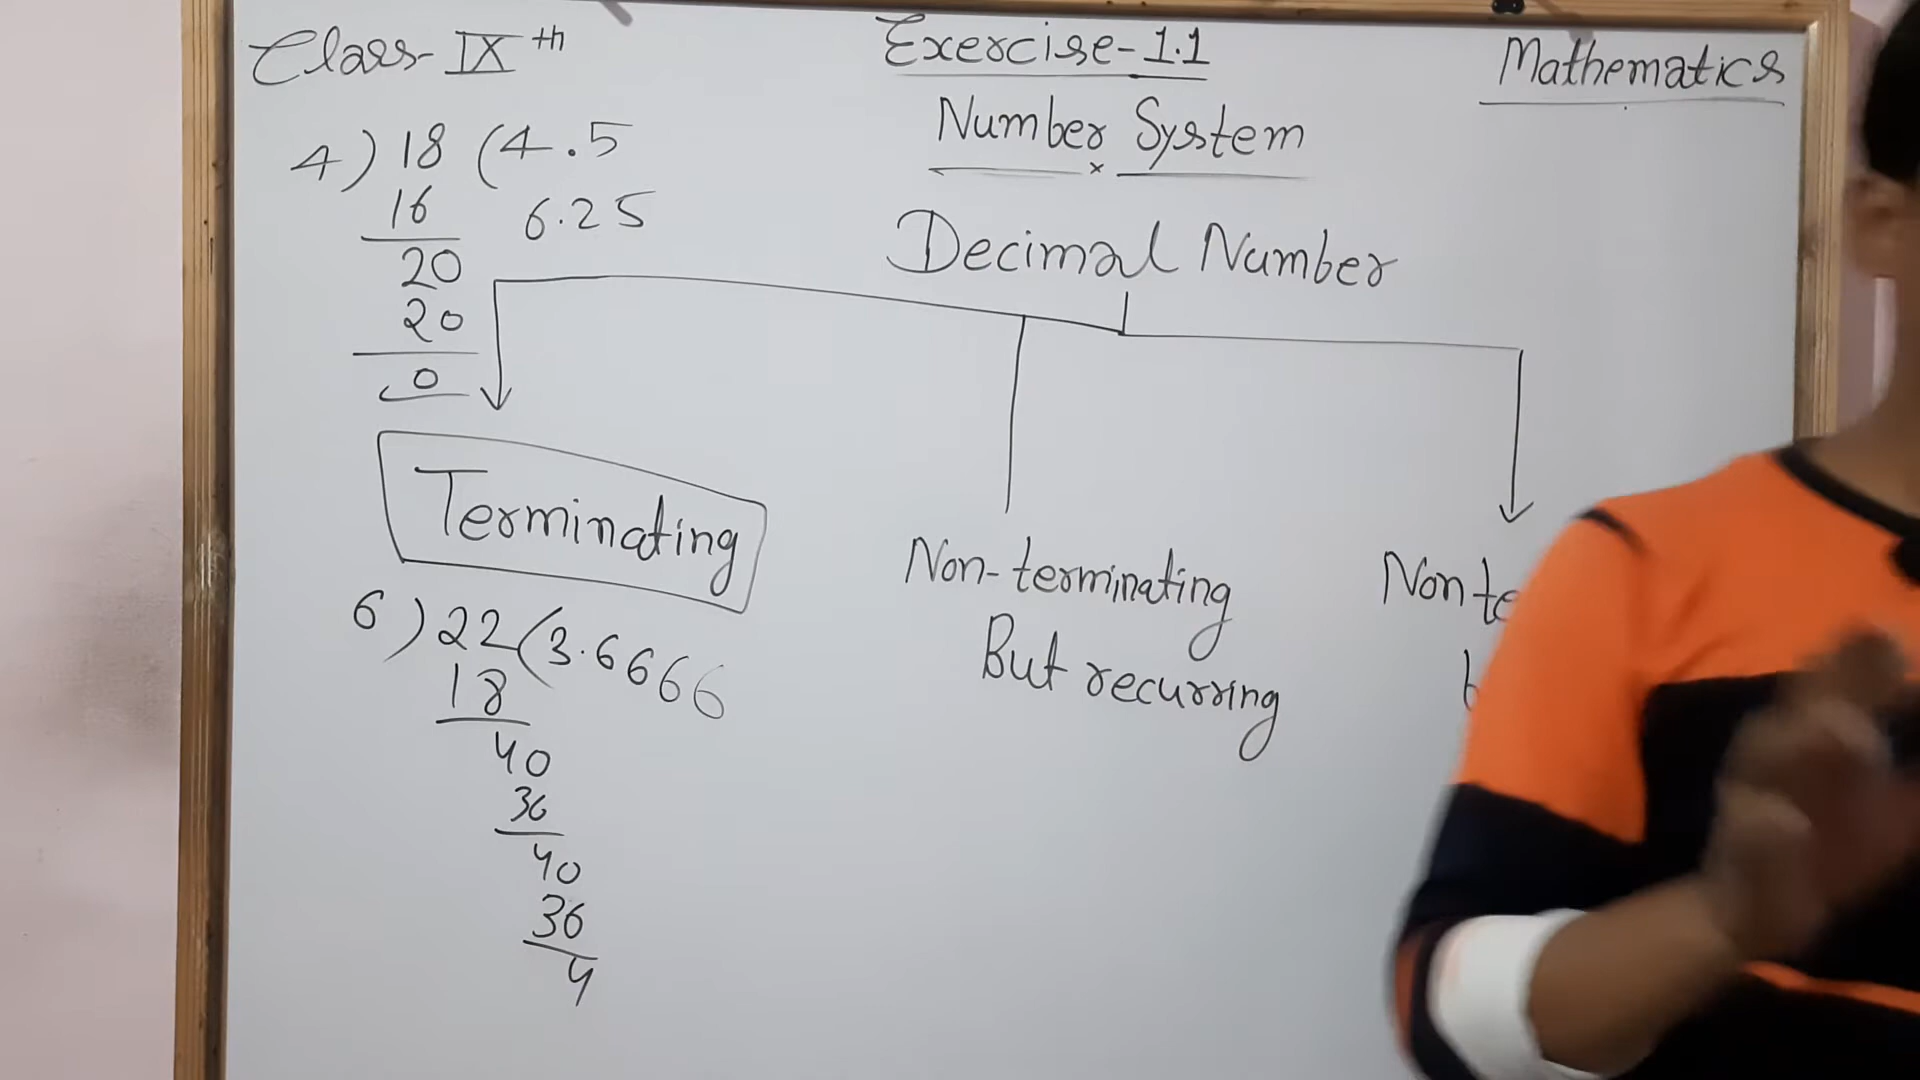 Class-IXth
Exercise-1.1
Mathematics
Number System
×
Decimal Number
4)18(4.5
16
6.25
20
20
0
Terminating
Non-terminating
But recurring
Non
6)22(3.6666
18
40
36
40
36
4